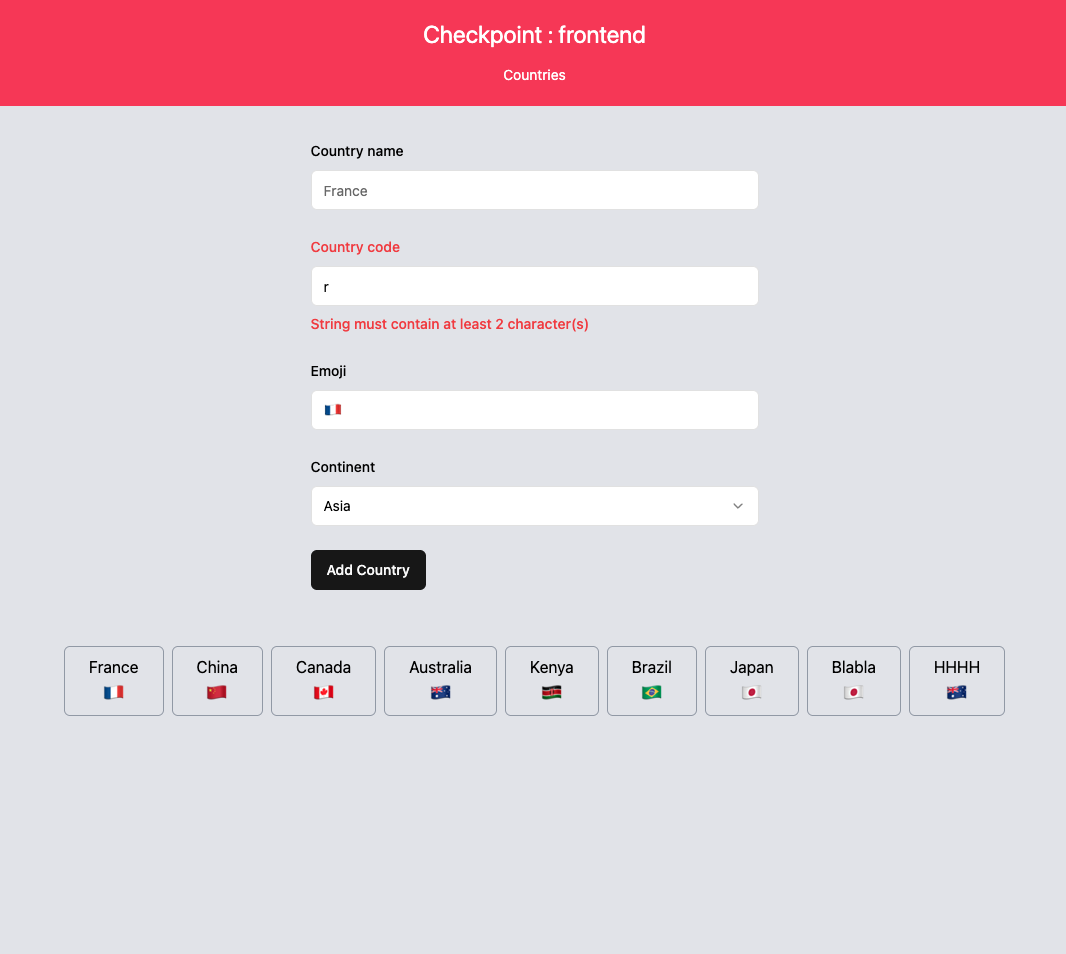 Checkpoint : frontend
Countries
Country name
France
Country code
r
String must contain at least 2 character(s)
Emoji
🇫🇷
Continent
Asia
Add Country
France China Canada Australia Kenya Brazil Japan Blabla HHHH
🇫🇷 🇨🇳 🇨🇦 🇦🇺 🇰🇪 🇧🇷 🇯🇵 🇯🇵 🇦🇺